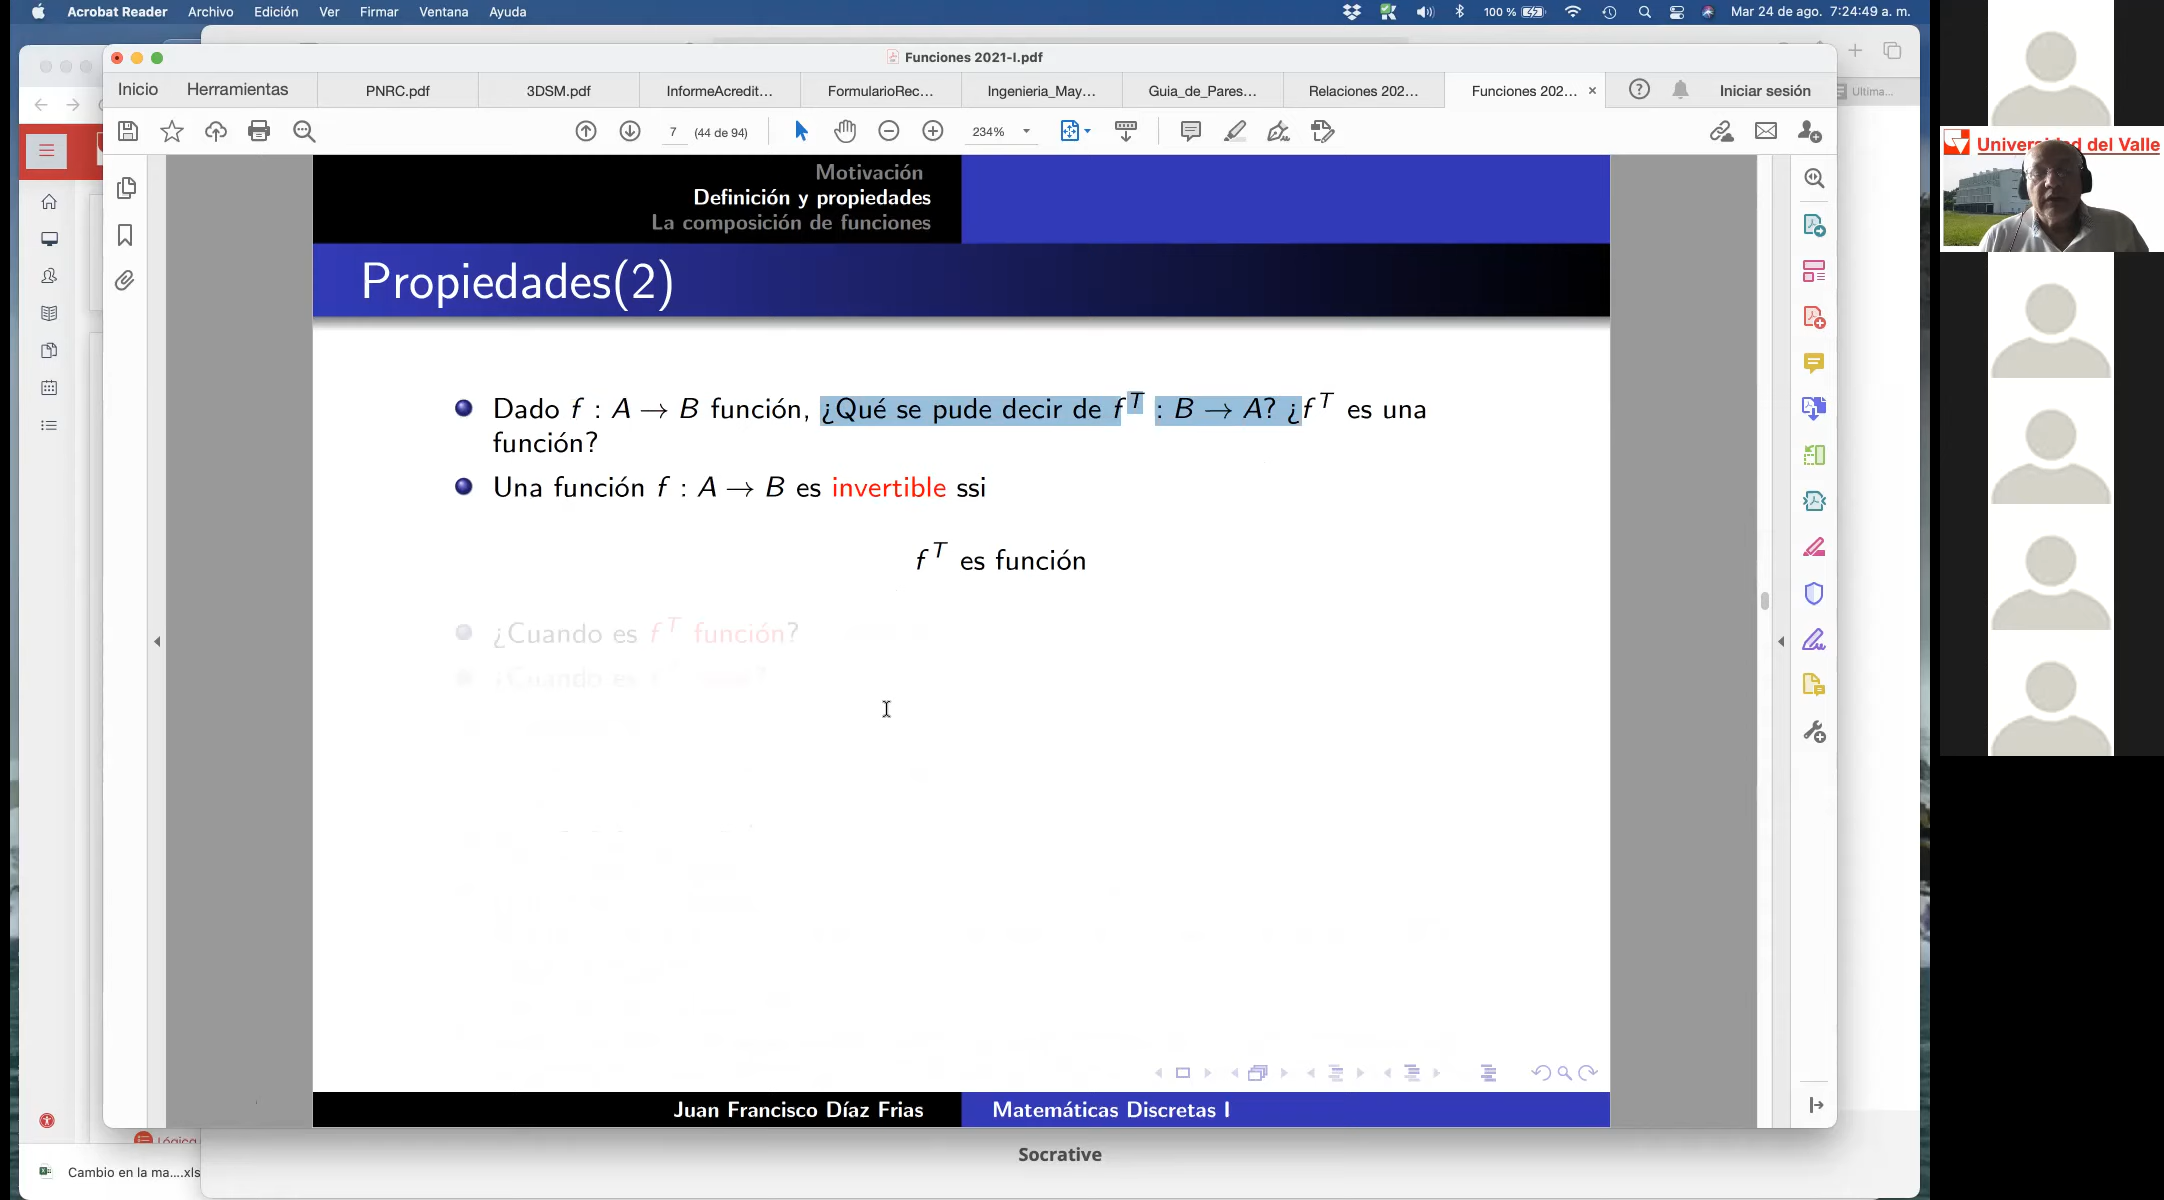 Acrobat Reader Archivo Edición Ver Firmar Ventana Ayuda 100 % Mar 24 de ago. 7:24:49 a. m.
Funciones 2021-I.pdf
Inicio Herramientas PNRC.pdf 3DSM.pdf InformeAcredit... FormularioRec... Ingenieria_May... Guia_de_Pares... Relaciones 202... Funciones 202... × Iniciar sesión Ultima...
7 (44 de 94) 234%
Universidad del Valle
Motivación
Definición y propiedades
La composición de funciones
Propiedades(2)
Dado f : A → B función, ¿Qué se pude decir de f^T : B → A? ¿f^T es una
función?
Una función f : A → B es invertible ssi
f^T es función
¿Cuando es f^T función?
¿Cuando es
Juan Francisco Díaz Frias Matemáticas Discretas I
Lógica
Socrative
Cambio en la ma....xls